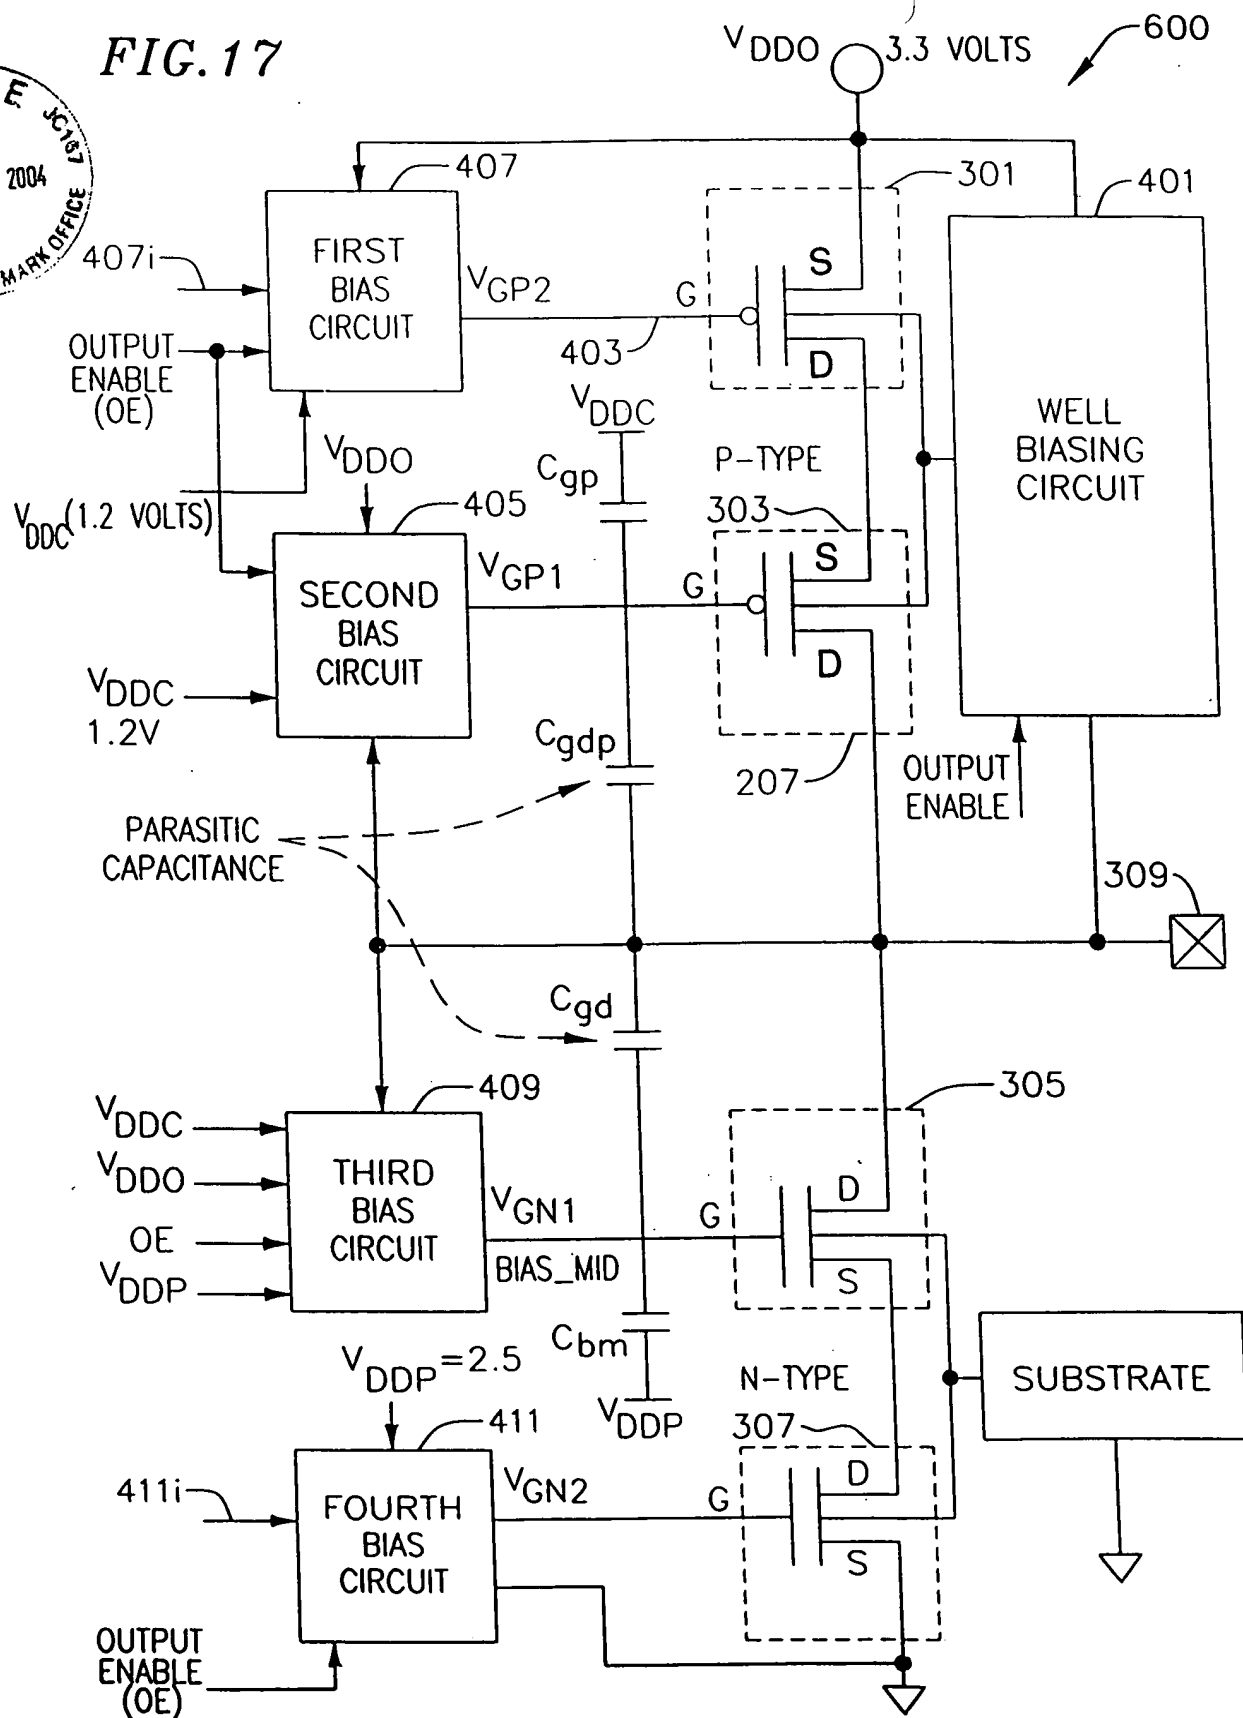 FIG.17
E
JC167
2004
MARK OFFICE
VDDO 3.3 VOLTS
600
407
301
401
407i
FIRST
BIAS
CIRCUIT
VGP2
G
S
D
403
OUTPUT
ENABLE
(OE)
VDDC
WELL
BIASING
CIRCUIT
VDDO
Cgp
P-TYPE
VDDC(1.2 VOLTS)
405
303
SECOND
BIAS
CIRCUIT
VGP1
G
S
D
VDDC
1.2V
Cgdp
207
OUTPUT
ENABLE
PARASITIC
CAPACITANCE
309
Cgd
409
305
VDDC
VDDO
OE
VDDP
THIRD
BIAS
CIRCUIT
VGN1
BIAS_MID
G
D
S
Cbm
VDDP=2.5
VDDP
N-TYPE
SUBSTRATE
411
307
411i
FOURTH
BIAS
CIRCUIT
VGN2
G
D
S
OUTPUT
ENABLE
(OE)